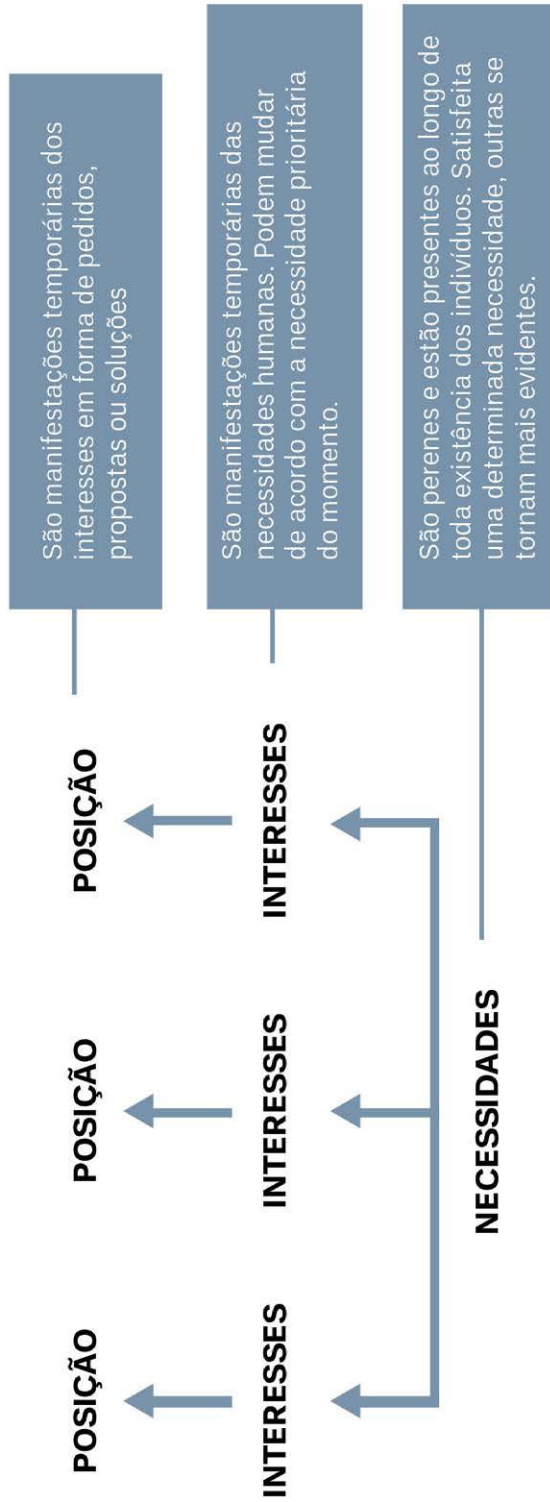 POSIÇÃO
POSIÇÃO
POSIÇÃO
São manifestações temporárias dos
interesses em forma de pedidos,
propostas ou soluções
INTERESSES
INTERESSES
INTERESSES
São manifestações temporárias das
necessidades humanas. Podem mudar
de acordo com a necessidade prioritária
do momento.
NECESSIDADES
São perenes e estão presentes ao longo de
toda existência dos indivíduos. Satisfeita
uma determinada necessidade, outras se
tornam mais evidentes.